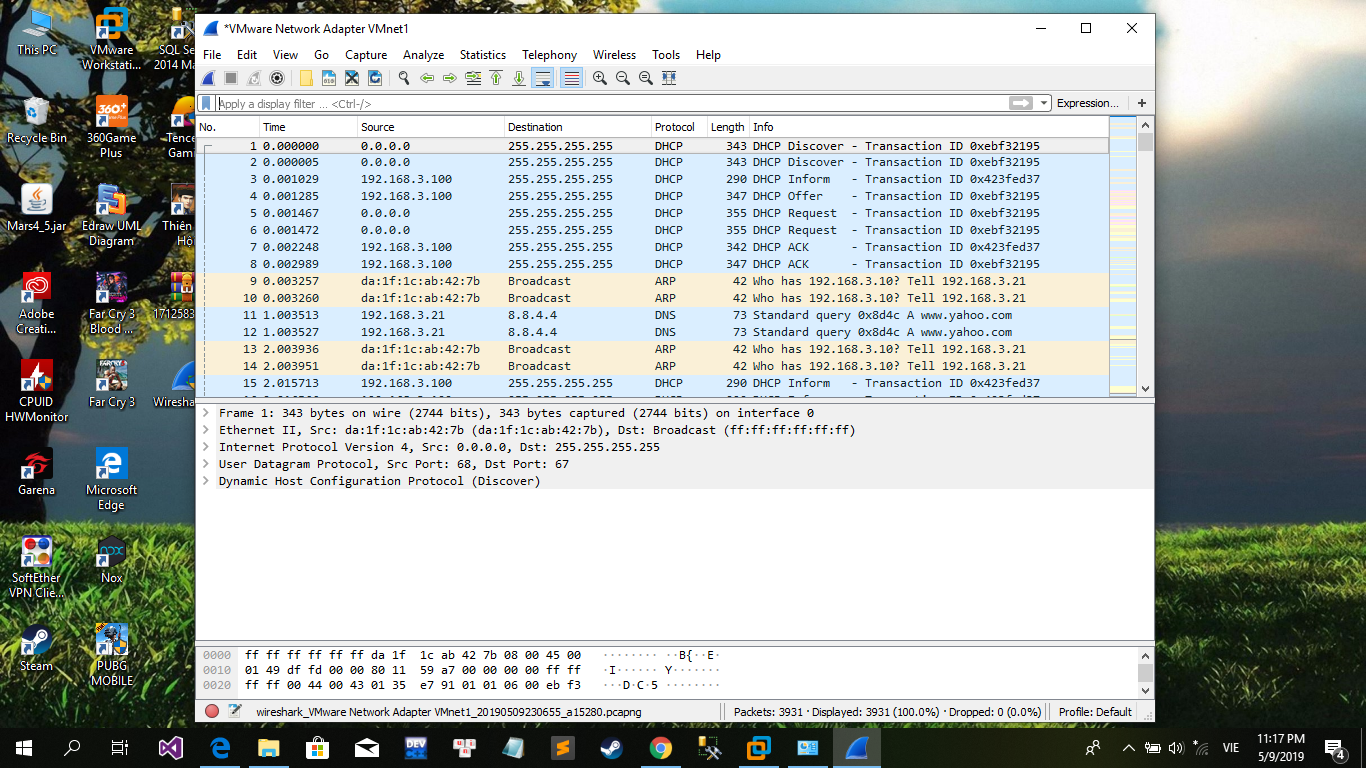 This PC
VMware Workstati...
SQL Se
2014 Ma
Recycle Bin
360Game Plus
Tence
Gami
Mars4_5.jar
Edraw UML Diagram
Thiên
Hộ
Adobe Creati...
Far Cry 3 Blood ...
1712583
CPUID HWMonitor
Far Cry 3
Wiresha
Garena
Microsoft Edge
SoftEther VPN Clie...
Nox
Steam
PUBG MOBILE
*VMware Network Adapter VMnet1
File Edit View Go Capture Analyze Statistics Telephony Wireless Tools Help
Apply a display filter ... <Ctrl-/> Expression... +
No. Time Source Destination Protocol Length Info
1 0.000000 0.0.0.0 255.255.255.255 DHCP 343 DHCP Discover - Transaction ID 0xebf32195
2 0.000005 0.0.0.0 255.255.255.255 DHCP 343 DHCP Discover - Transaction ID 0xebf32195
3 0.001029 192.168.3.100 255.255.255.255 DHCP 290 DHCP Inform - Transaction ID 0x423fed37
4 0.001285 192.168.3.100 255.255.255.255 DHCP 347 DHCP Offer - Transaction ID 0xebf32195
5 0.001467 0.0.0.0 255.255.255.255 DHCP 355 DHCP Request - Transaction ID 0xebf32195
6 0.001472 0.0.0.0 255.255.255.255 DHCP 355 DHCP Request - Transaction ID 0xebf32195
7 0.002248 192.168.3.100 255.255.255.255 DHCP 342 DHCP ACK - Transaction ID 0x423fed37
8 0.002989 192.168.3.100 255.255.255.255 DHCP 347 DHCP ACK - Transaction ID 0xebf32195
9 0.003257 da:1f:1c:ab:42:7b Broadcast ARP 42 Who has 192.168.3.10? Tell 192.168.3.21
10 0.003260 da:1f:1c:ab:42:7b Broadcast ARP 42 Who has 192.168.3.10? Tell 192.168.3.21
11 1.003513 192.168.3.21 8.8.4.4 DNS 73 Standard query 0x8d4c A www.yahoo.com
12 1.003527 192.168.3.21 8.8.4.4 DNS 73 Standard query 0x8d4c A www.yahoo.com
13 2.003936 da:1f:1c:ab:42:7b Broadcast ARP 42 Who has 192.168.3.10? Tell 192.168.3.21
14 2.003951 da:1f:1c:ab:42:7b Broadcast ARP 42 Who has 192.168.3.10? Tell 192.168.3.21
15 2.015713 192.168.3.100 255.255.255.255 DHCP 290 DHCP Inform - Transaction ID 0x423fed37
Frame 1: 343 bytes on wire (2744 bits), 343 bytes captured (2744 bits) on interface 0
Ethernet II, Src: da:1f:1c:ab:42:7b (da:1f:1c:ab:42:7b), Dst: Broadcast (ff:ff:ff:ff:ff:ff)
Internet Protocol Version 4, Src: 0.0.0.0, Dst: 255.255.255.255
User Datagram Protocol, Src Port: 68, Dst Port: 67
Dynamic Host Configuration Protocol (Discover)
0000 ff ff ff ff ff ff da 1f 1c ab 42 7b 08 00 45 00 ········ ··B{··E·
0010 01 49 df fd 00 00 80 11 59 a7 00 00 00 00 ff ff ·I······ Y·······
0020 ff ff 00 44 00 43 01 35 e7 91 01 01 06 00 eb f3 ···D·C·5 ········
wireshark_VMware Network Adapter VMnet1_20190509230655_a15280.pcapng
Packets: 3931 · Displayed: 3931 (100.0%) · Dropped: 0 (0.0%)
Profile: Default
DEV
VIE
11:17 PM
5/9/2019
4